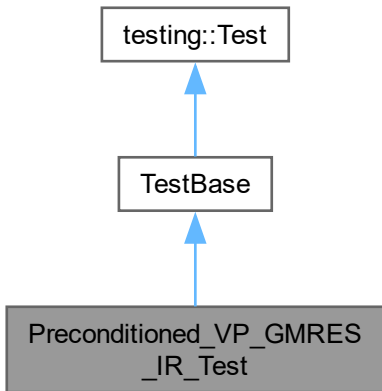 testing::Test
TestBase
Preconditioned_VP_GMRES
_IR_Test